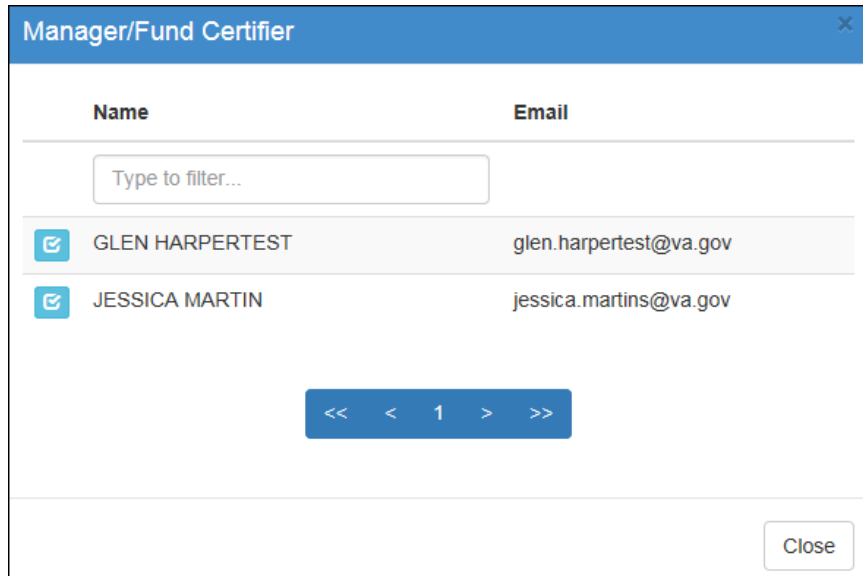 Manager/Fund Certifier ×
Name Email
Type to filter...
GLEN HARPERTEST glen.harpertest@va.gov
JESSICA MARTIN jessica.martins@va.gov
<< < 1 > >>
Close